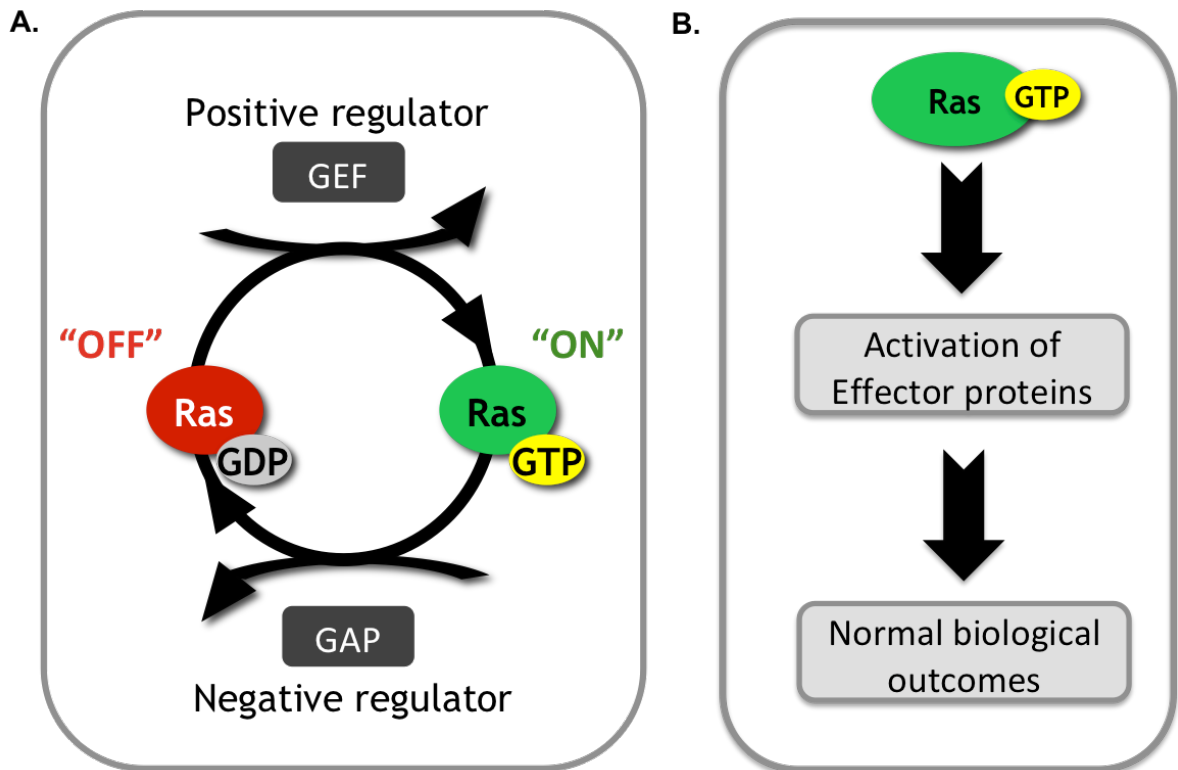 A.
Positive regulator
GEF
“OFF”
“ON”
Ras
GDP
Ras
GTP
GAP
Negative regulator
B.
Ras
GTP
Activation of
Effector proteins
Normal biological
outcomes